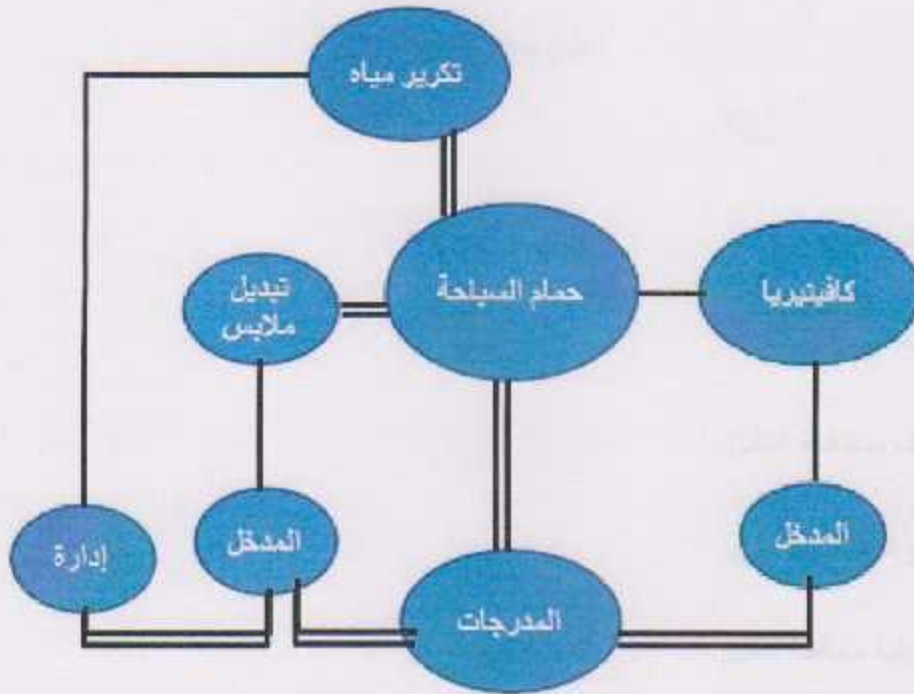 تكرير مياه
حمام السباحة
كافيتيريا
تبديل
ملابس
المدخل
المدخل
إدارة
المدرجات